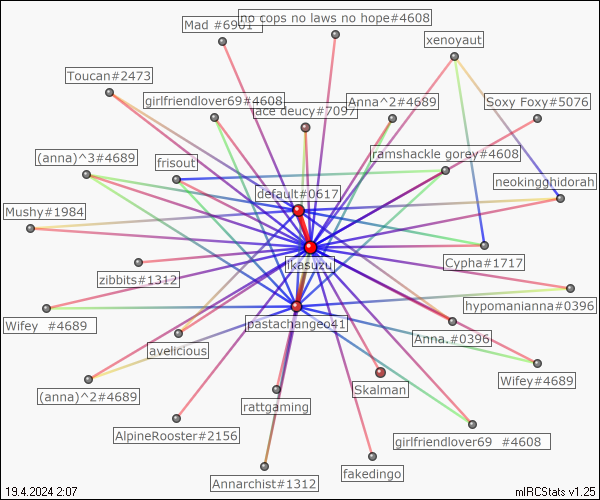 no cops no laws no hope#4608
Mad #6901
xenoyaut
Toucan#2473
girlfriendlover69#4608
Anna^2#4689
Soxy Foxy#5076
lace deucy#7097
(anna)^3#4689
frisout
ramshackle gorey#4608
default#0617
neokingghidorah
Mushy#1984
ikasuzu
Cypha#1717
zibbits#1312
hypomanianna#0396
Wifey #4689
pastachangeo41
Anna.#0396
avelicious
Wifey#4689
(anna)^2#4689
Skalman
rattgaming
AlpineRooster#2156
girlfriendlover69 #4608
fakedingo
Annarchist#1312
19.4.2024 2:07
mIRCStats v1.25